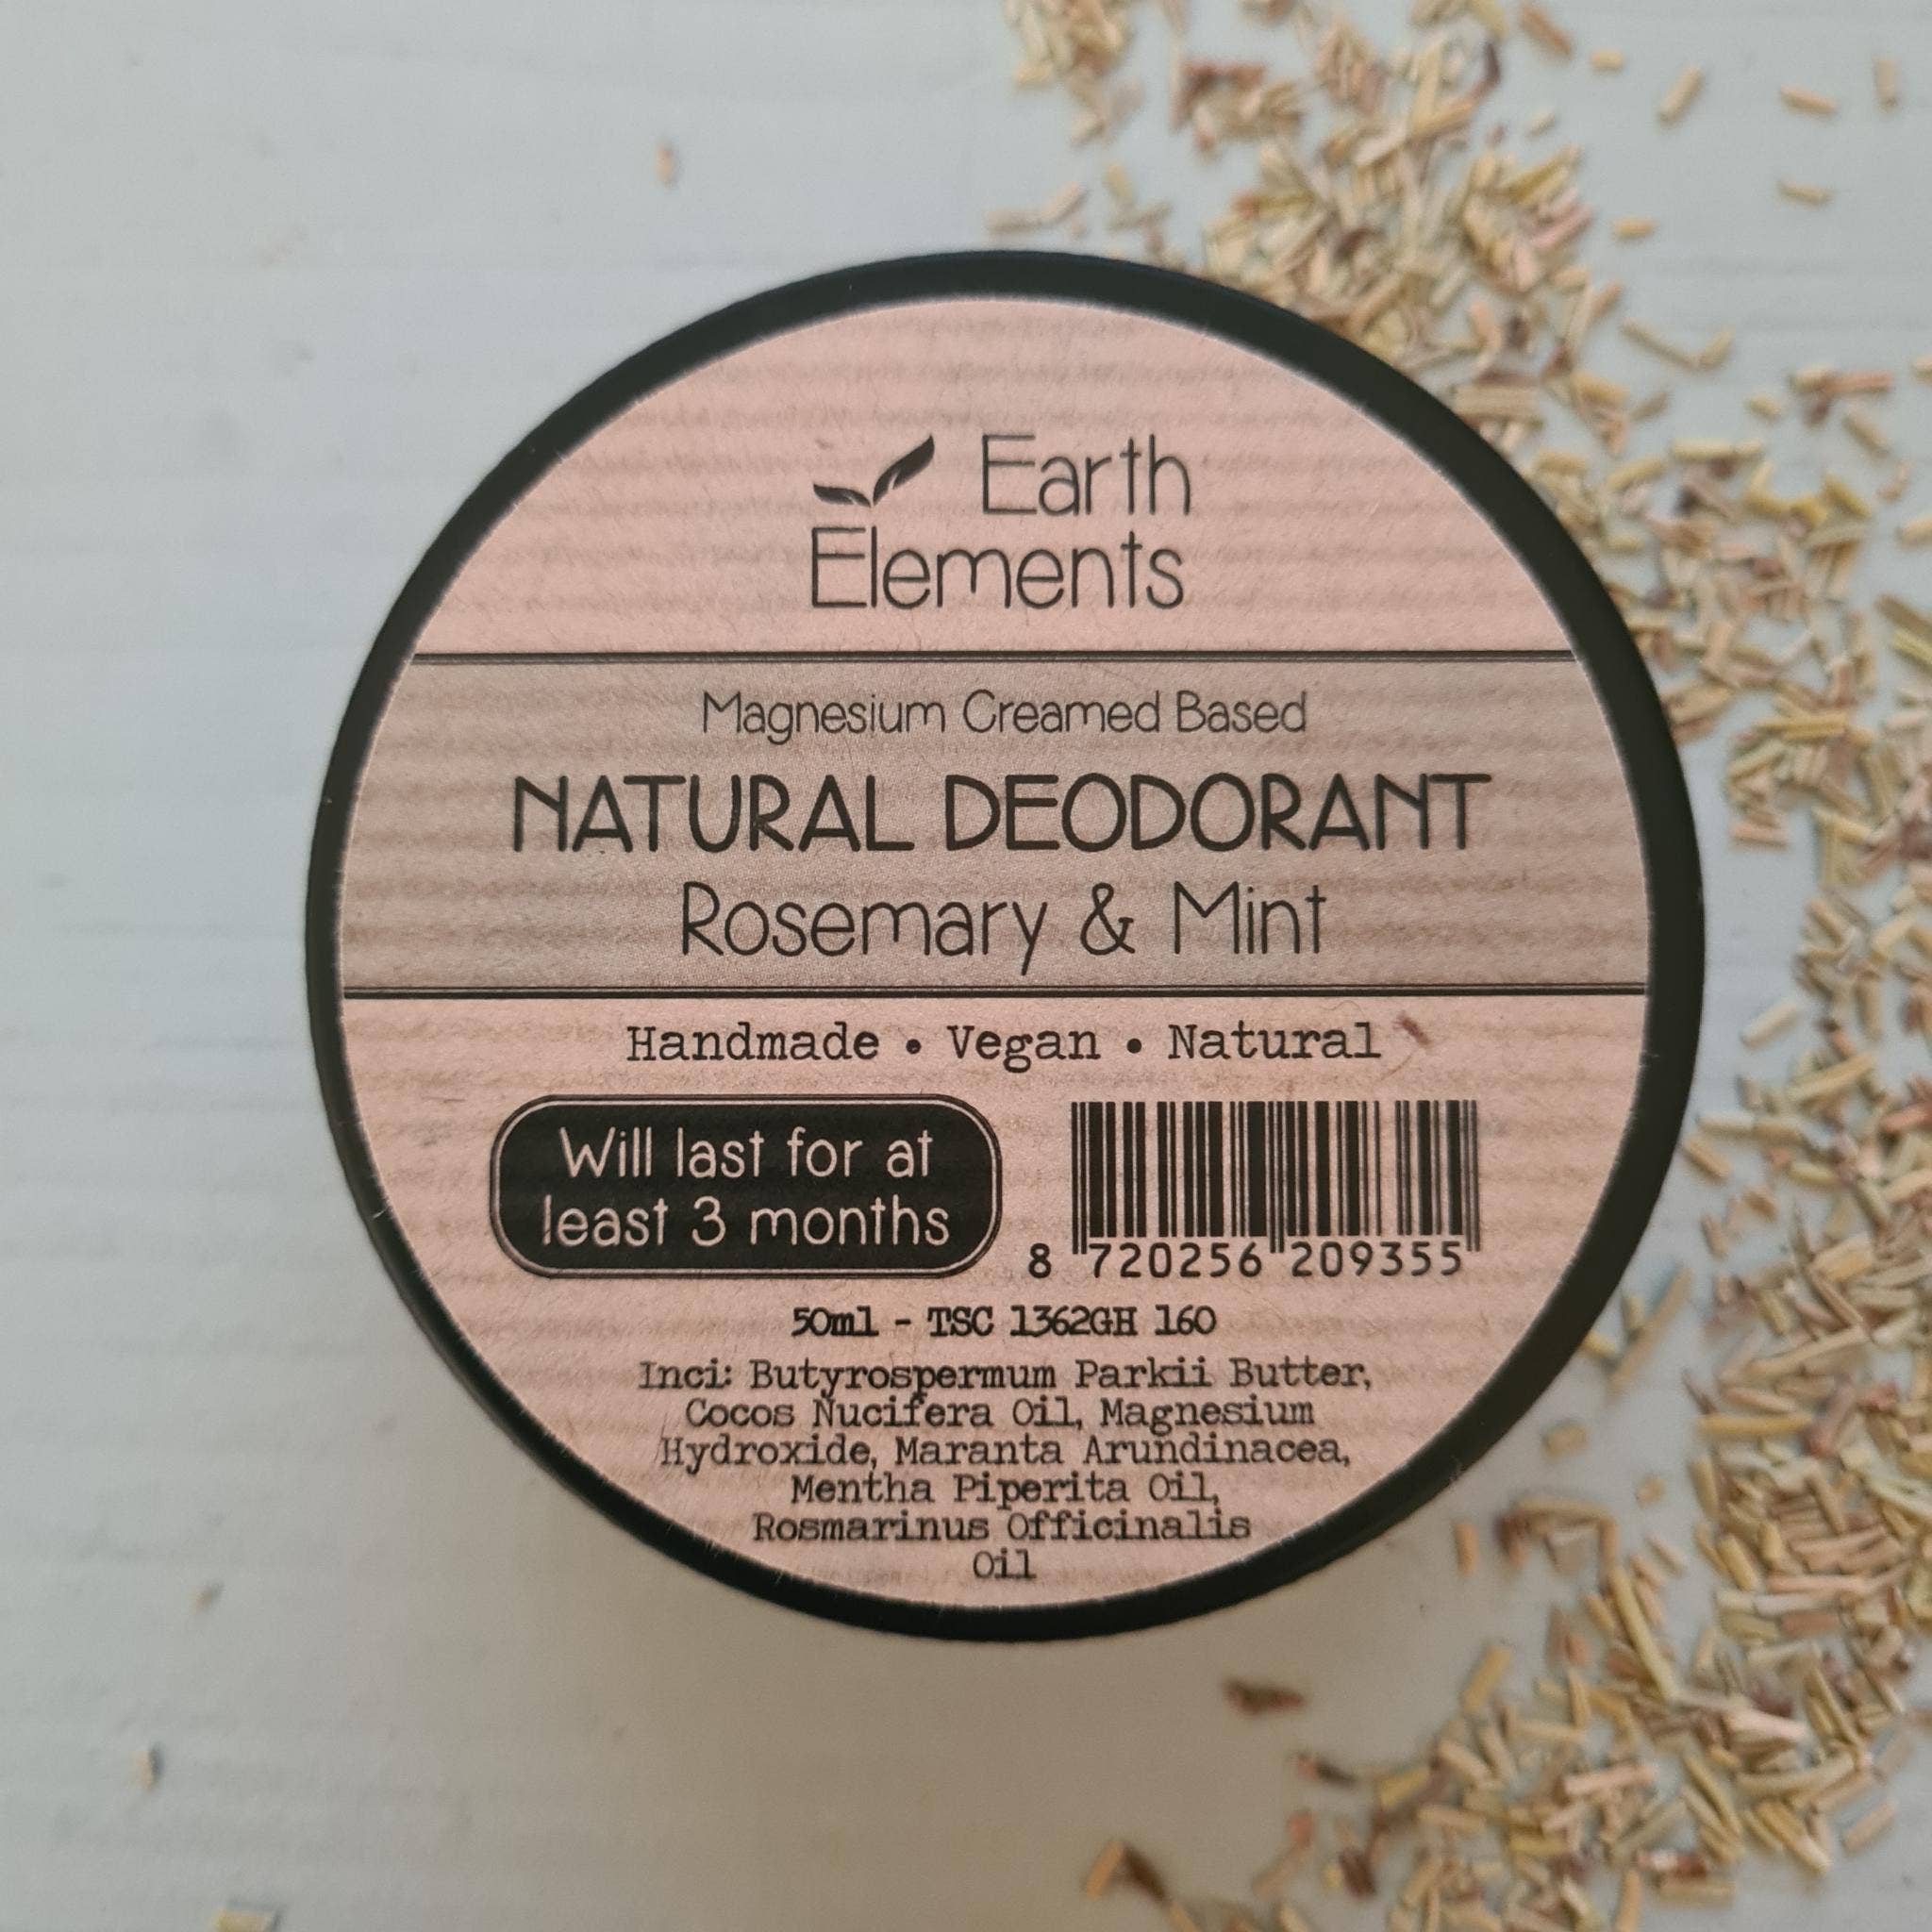 Earth
Elements
Magnesium Creamed Based
NATURAL DEODORANT
Rosemary & Mint
Handmade • Vegan • Natural
Will last for at
least 3 months
8 720256 209355
50ml - TSC 1362GH 160
Inci: Butyrospermum Parkii Butter,
Cocos Nucifera Oil, Magnesium
Hydroxide, Maranta Arundinacea,
Mentha Piperita Oil,
Rosmarinus Officinalis
Oil